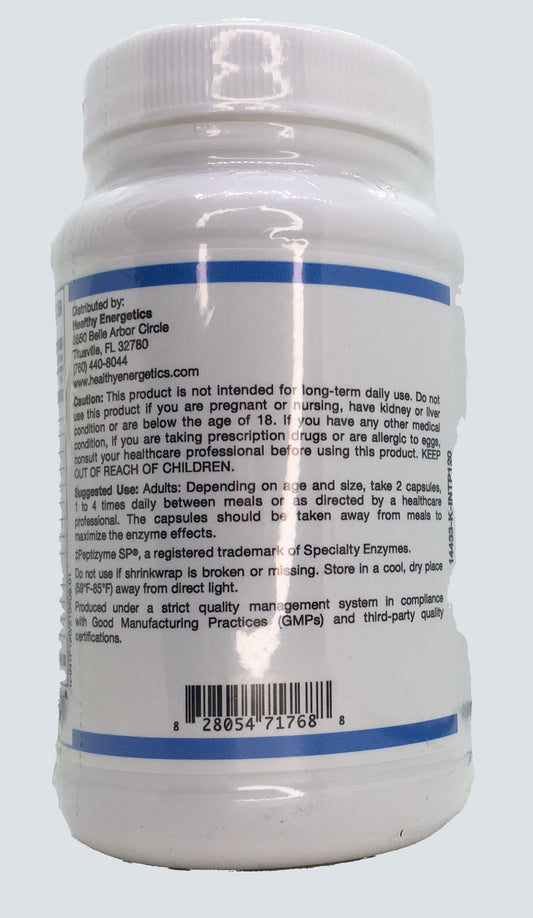 Distributed by:
Healthy Energetics
Belle Arbor Circle
Titusville, FL 32780
(760) 440-8044
www.healthyenergetics.com
Caution: This product is not intended for long-term daily use. Do not
use this product if you are pregnant or nursing, have kidney or liver
condition or are below the age of 18. If you have any other medical
condition, if you are taking prescription drugs or are allergic to eggs,
consult your healthcare professional before using this product. KEEP
OUT OF REACH OF CHILDREN.
Suggested Use: Adults: Depending on age and size, take 2 capsules,
1 to 4 times daily between meals or as directed by a healthcare
professional. The capsules should be taken away from meals to
maximize the enzyme effects.
‡Peptizyme SP®, a registered trademark of Specialty Enzymes.
Do not use if shrinkwrap is broken or missing. Store in a cool, dry place
(59°F-85°F) away from direct light.
Produced under a strict quality management system in compliance
with Good Manufacturing Practices (GMPs) and third-party quality
certifications.
8 28054 71768 8
14433-K-INTP120